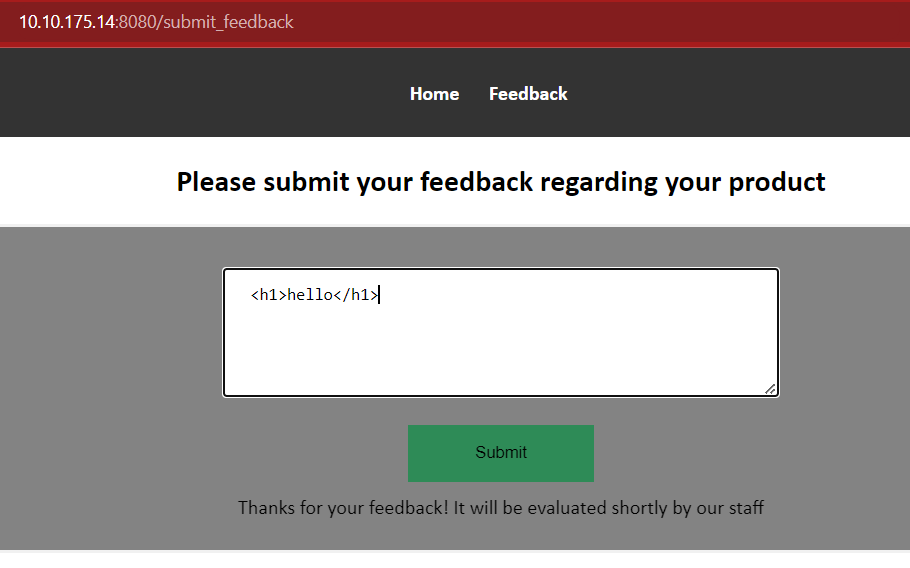 10.10.175.14:8080/submit_feedback
Home Feedback
Please submit your feedback regarding your product
<h1>hello</h1>
Submit
Thanks for your feedback! It will be evaluated shortly by our staff